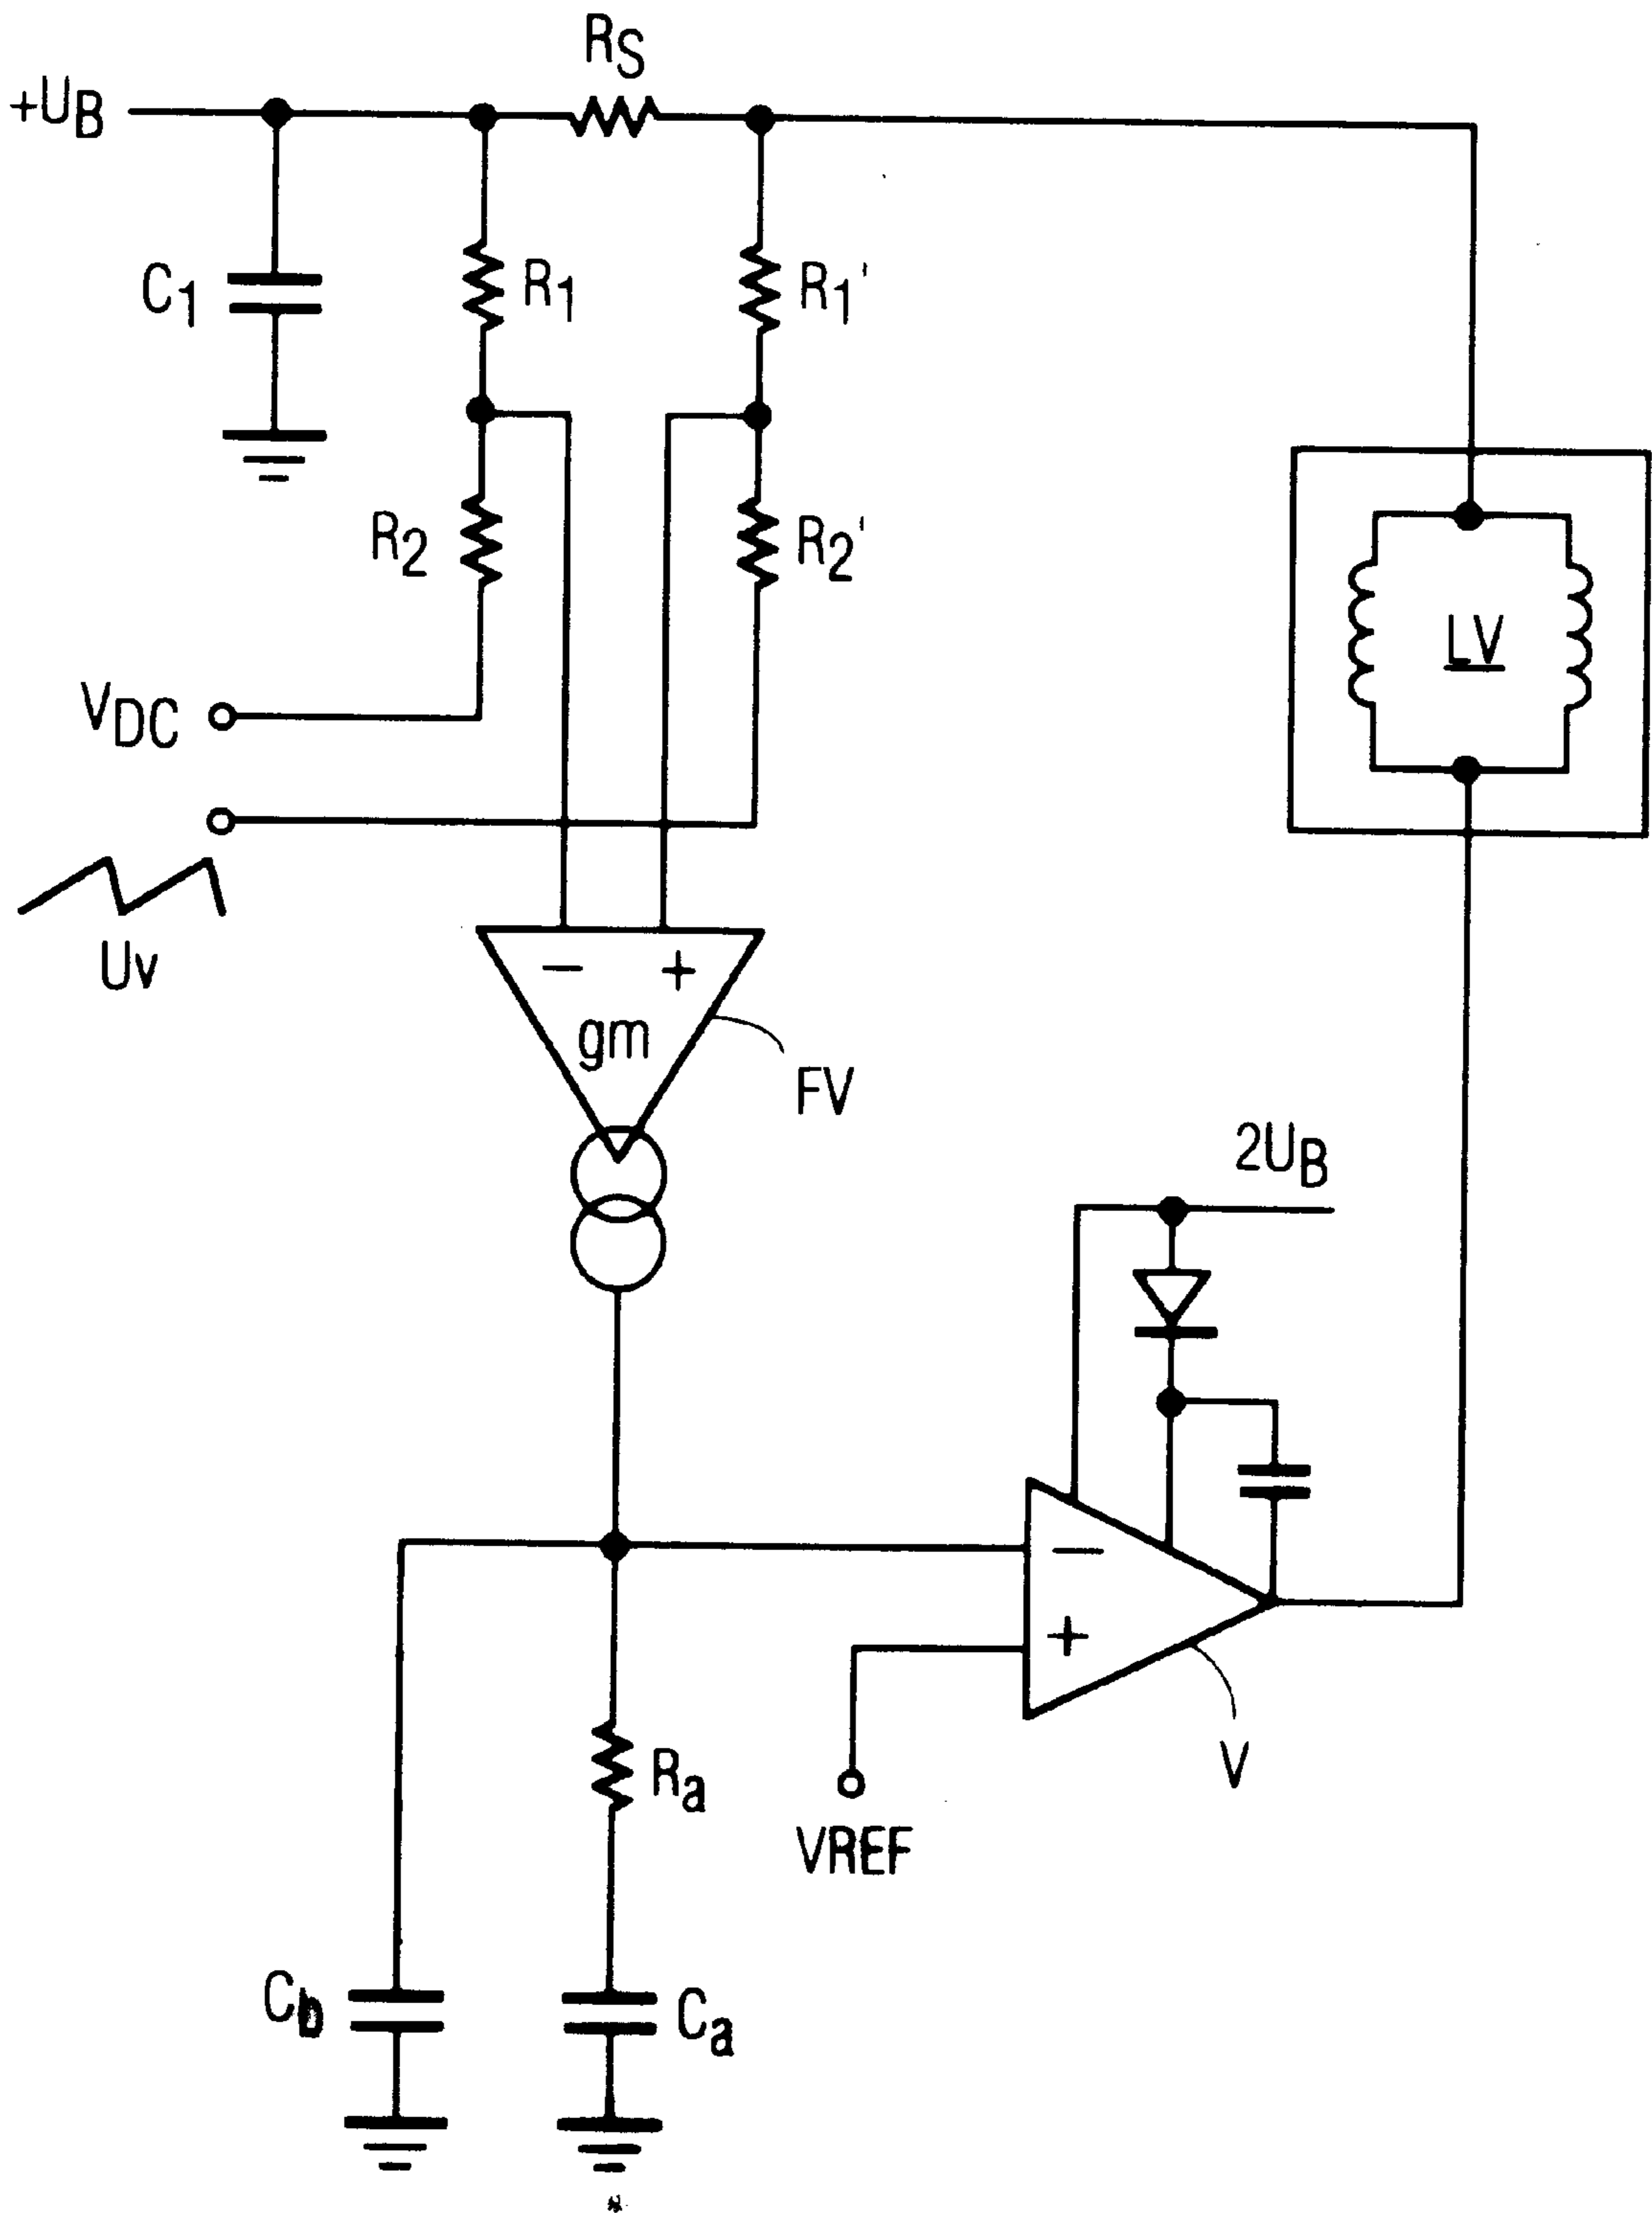 RS
+UB
C1
R1
R1'
R2
R2'
LV
VDC
Uv
− +
gm
FV
2UB
−
+
V
Ra
VREF
Cb
Ca